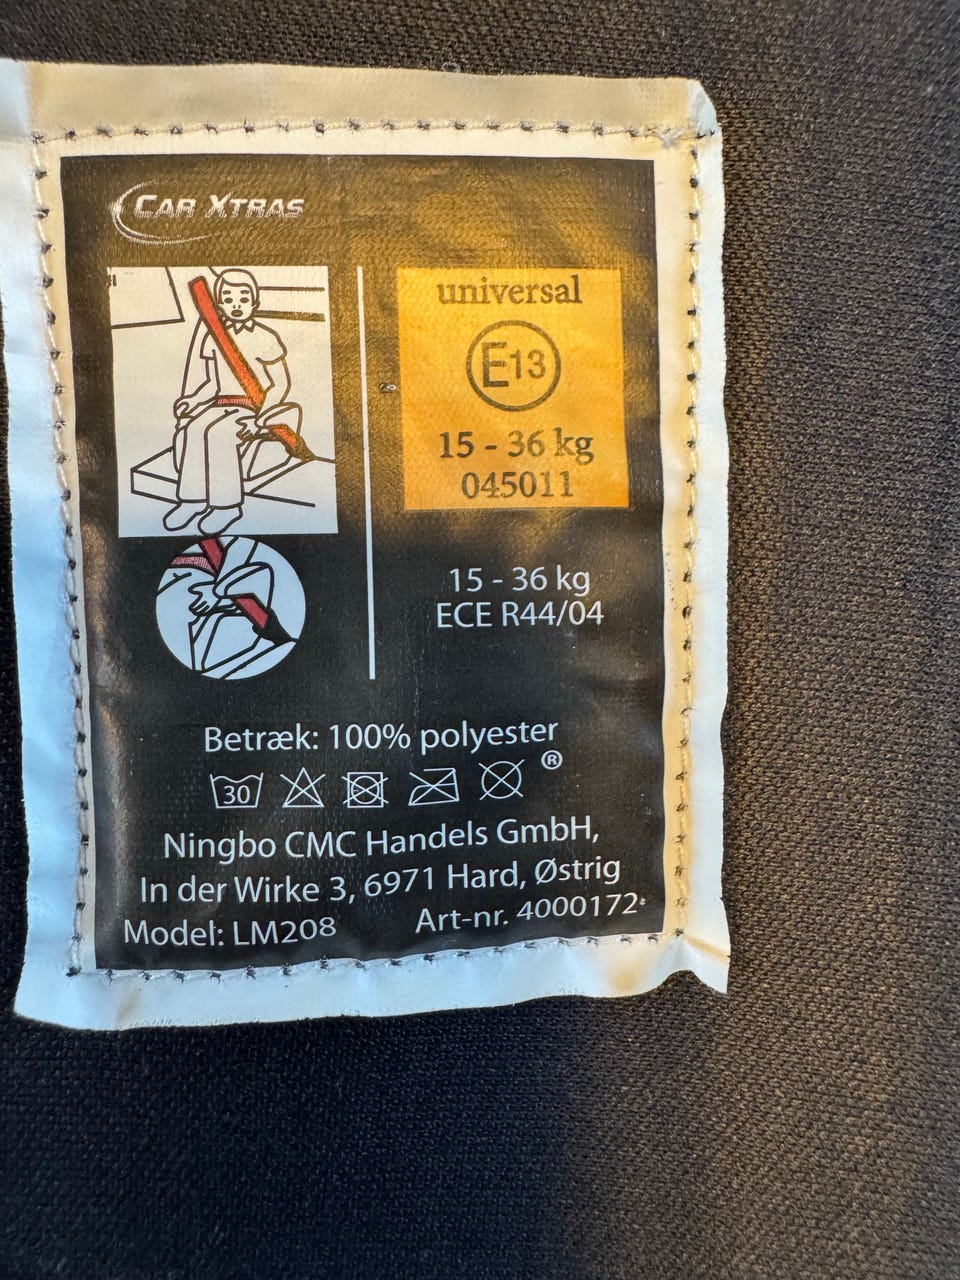 CAR XTRAS
universal
E13
15 - 36 kg
045011
15 - 36 kg
ECE R44/04
Betræk: 100% polyester
30
®
Ningbo CMC Handels GmbH,
In der Wirke 3, 6971 Hard, Østrig
Model: LM208 Art-nr. 4000172